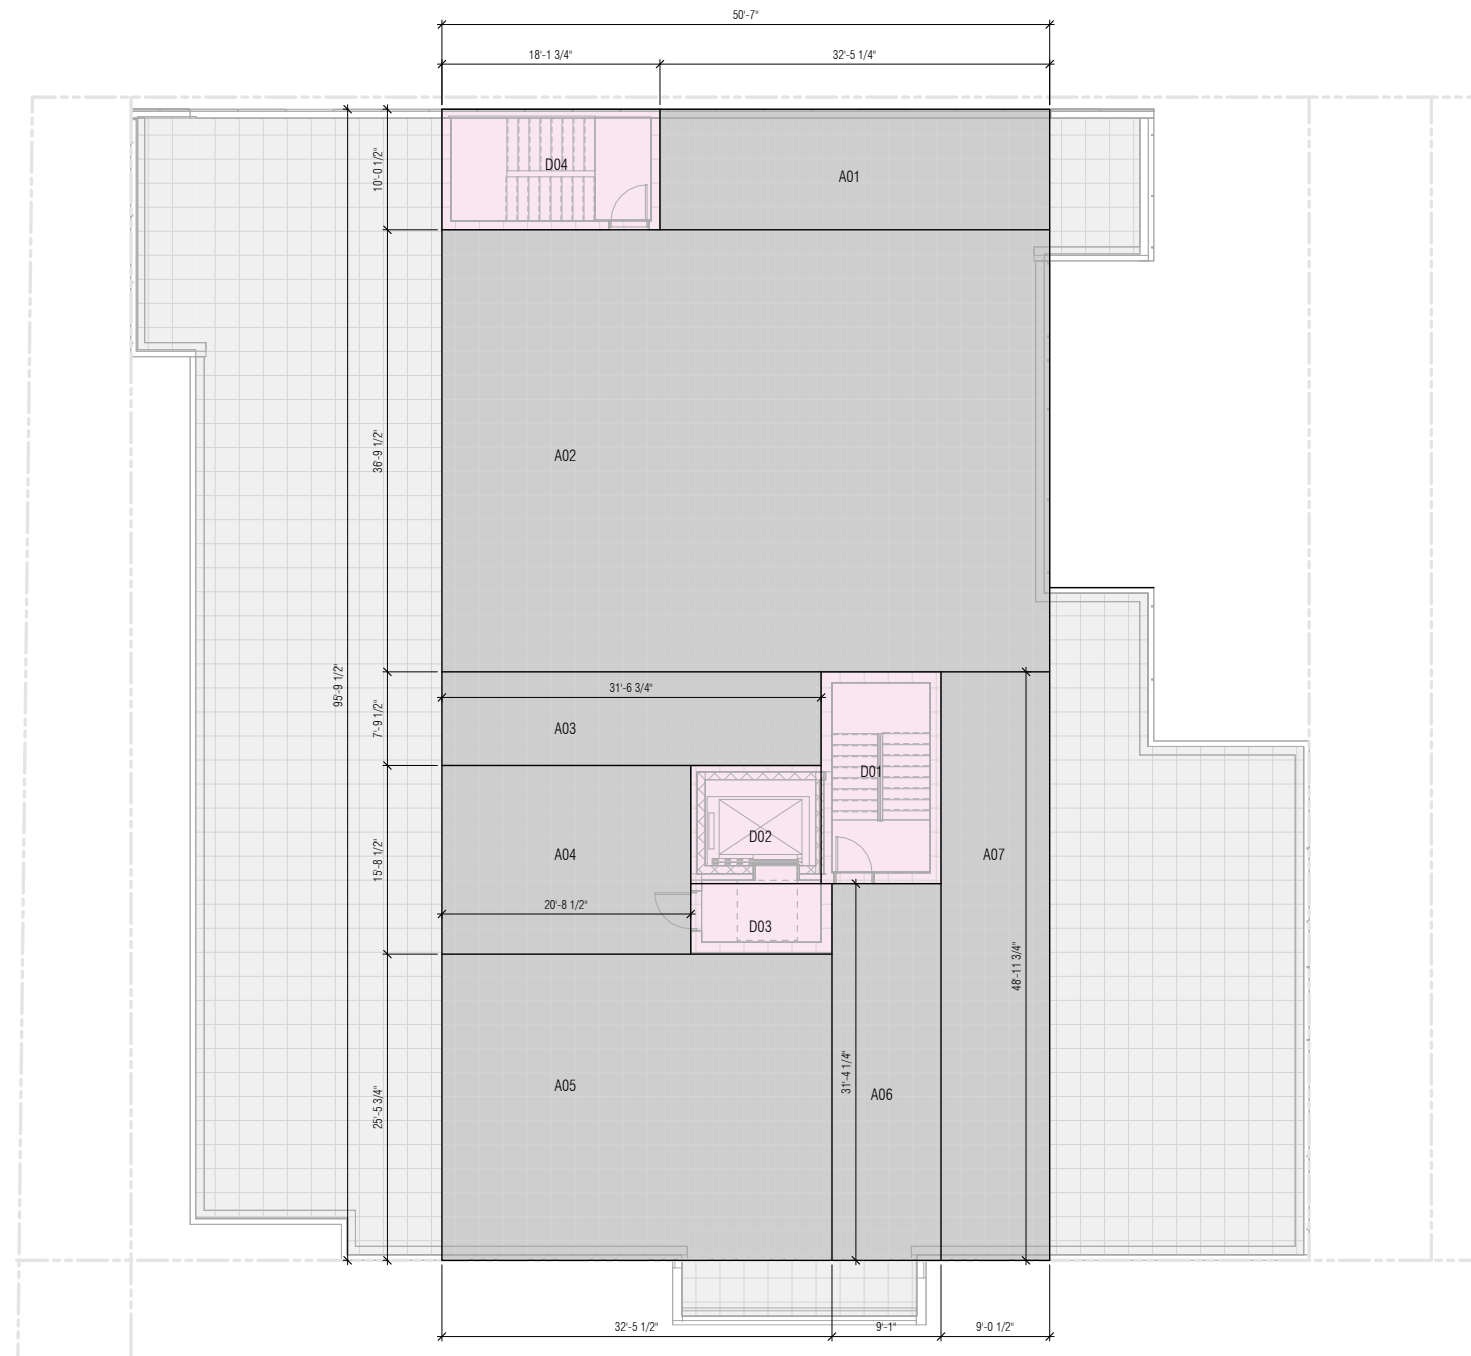 50'-7"
18'-1 3/4"
32'-5 1/4"
10'-0 1/2"
D04
A01
36'-9 1/2"
A02
95'-9 1/2"
7'-9 1/2"
31'-6 3/4"
A03
D01
D02
15'-8 1/2"
A04
A07
20'-8 1/2"
D03
48'-11 3/4"
25'-5 3/4"
A05
31'-4 1/4"
A06
32'-5 1/2"
9'-1"
9'-0 1/2"